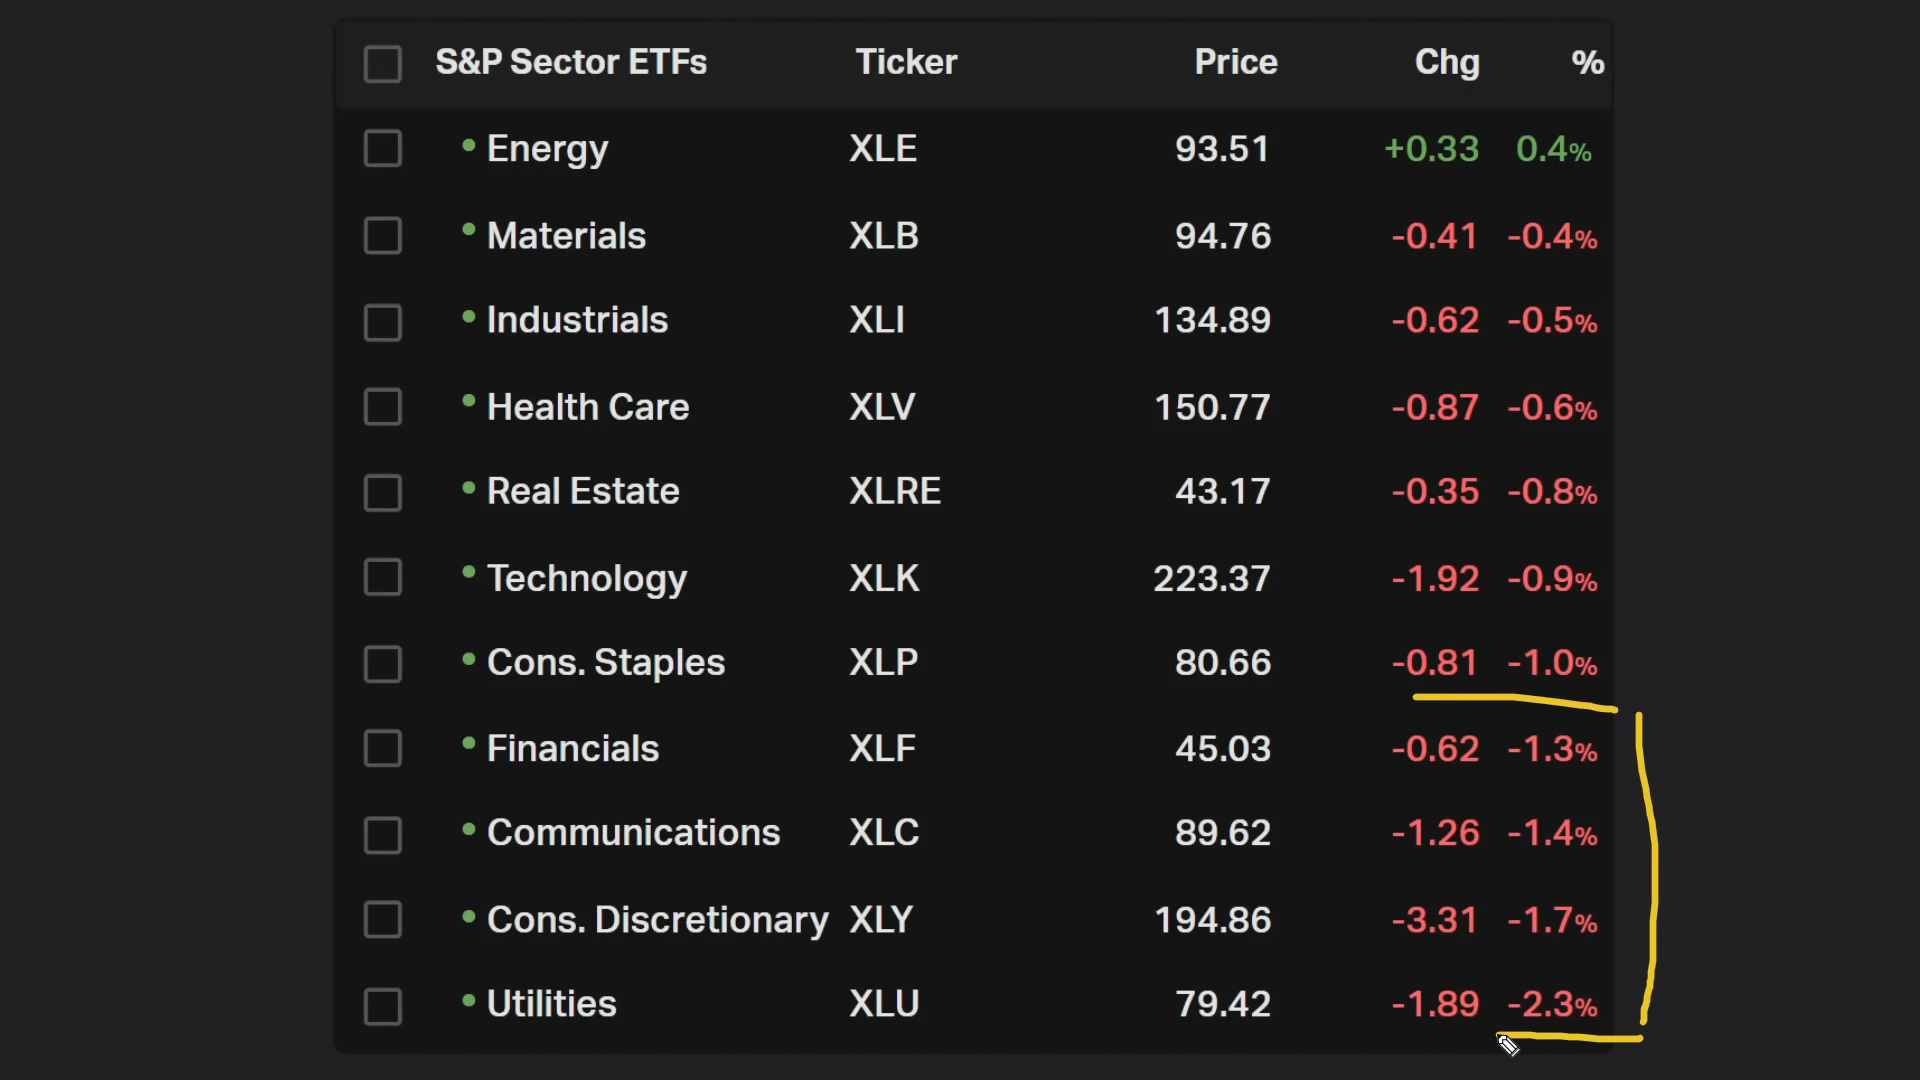 S&P Sector ETFs Ticker Price Chg %
Energy XLE 93.51 +0.33 0.4%
Materials XLB 94.76 -0.41 -0.4%
Industrials XLI 134.89 -0.62 -0.5%
Health Care XLV 150.77 -0.87 -0.6%
Real Estate XLRE 43.17 -0.35 -0.8%
Technology XLK 223.37 -1.92 -0.9%
Cons. Staples XLP 80.66 -0.81 -1.0%
Financials XLF 45.03 -0.62 -1.3%
Communications XLC 89.62 -1.26 -1.4%
Cons. Discretionary XLY 194.86 -3.31 -1.7%
Utilities XLU 79.42 -1.89 -2.3%